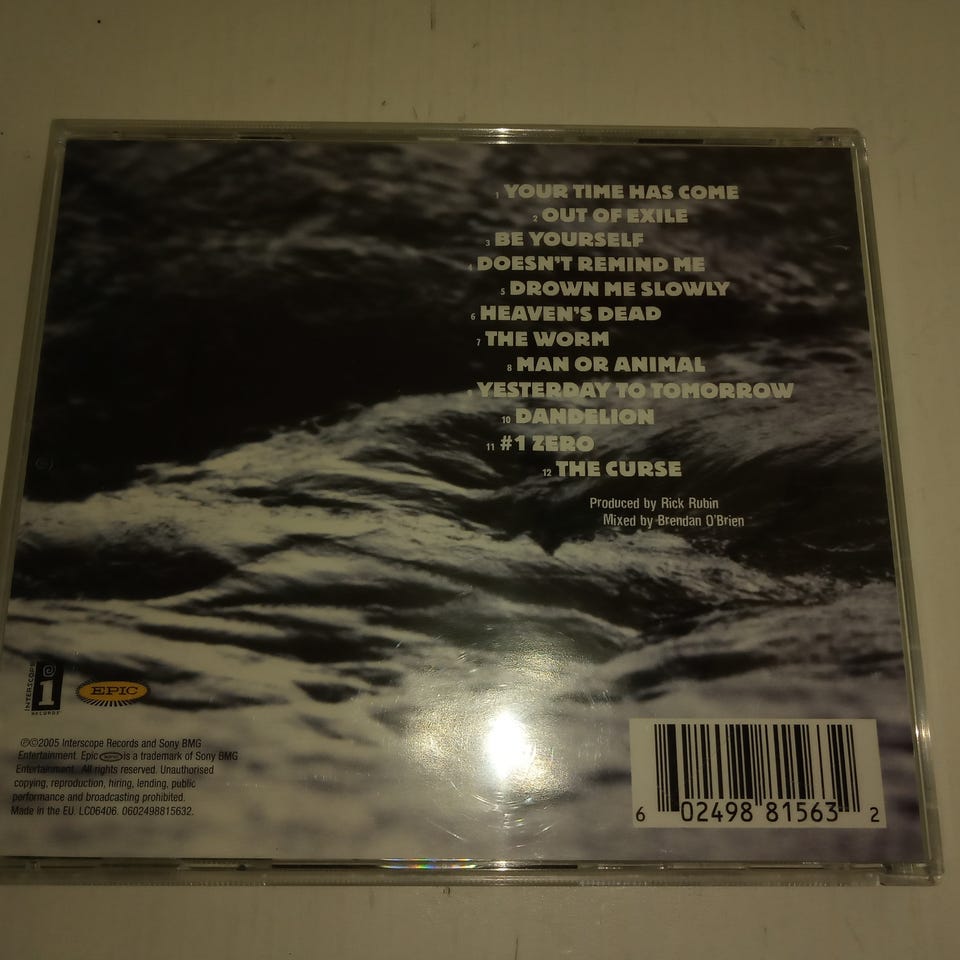 1 YOUR TIME HAS COME
2 OUT OF EXILE
3 BE YOURSELF
4 DOESN'T REMIND ME
5 DROWN ME SLOWLY
6 HEAVEN'S DEAD
7 THE WORM
8 MAN OR ANIMAL
9 YESTERDAY TO TOMORROW
10 DANDELION
11 #1 ZERO
12 THE CURSE
Produced by Rick Rubin
Mixed by Brendan O'Brien
INTERSCOPE
i
RECORDS
EPIC
℗©2005 Interscope Records and Sony BMG
Entertainment. Epic EPIC is a trademark of Sony BMG
Entertainment. All rights reserved. Unauthorised
copying, reproduction, hiring, lending, public
performance and broadcasting prohibited.
Made in the EU. LC06406. 0602498815632.
6 02498 81563 2